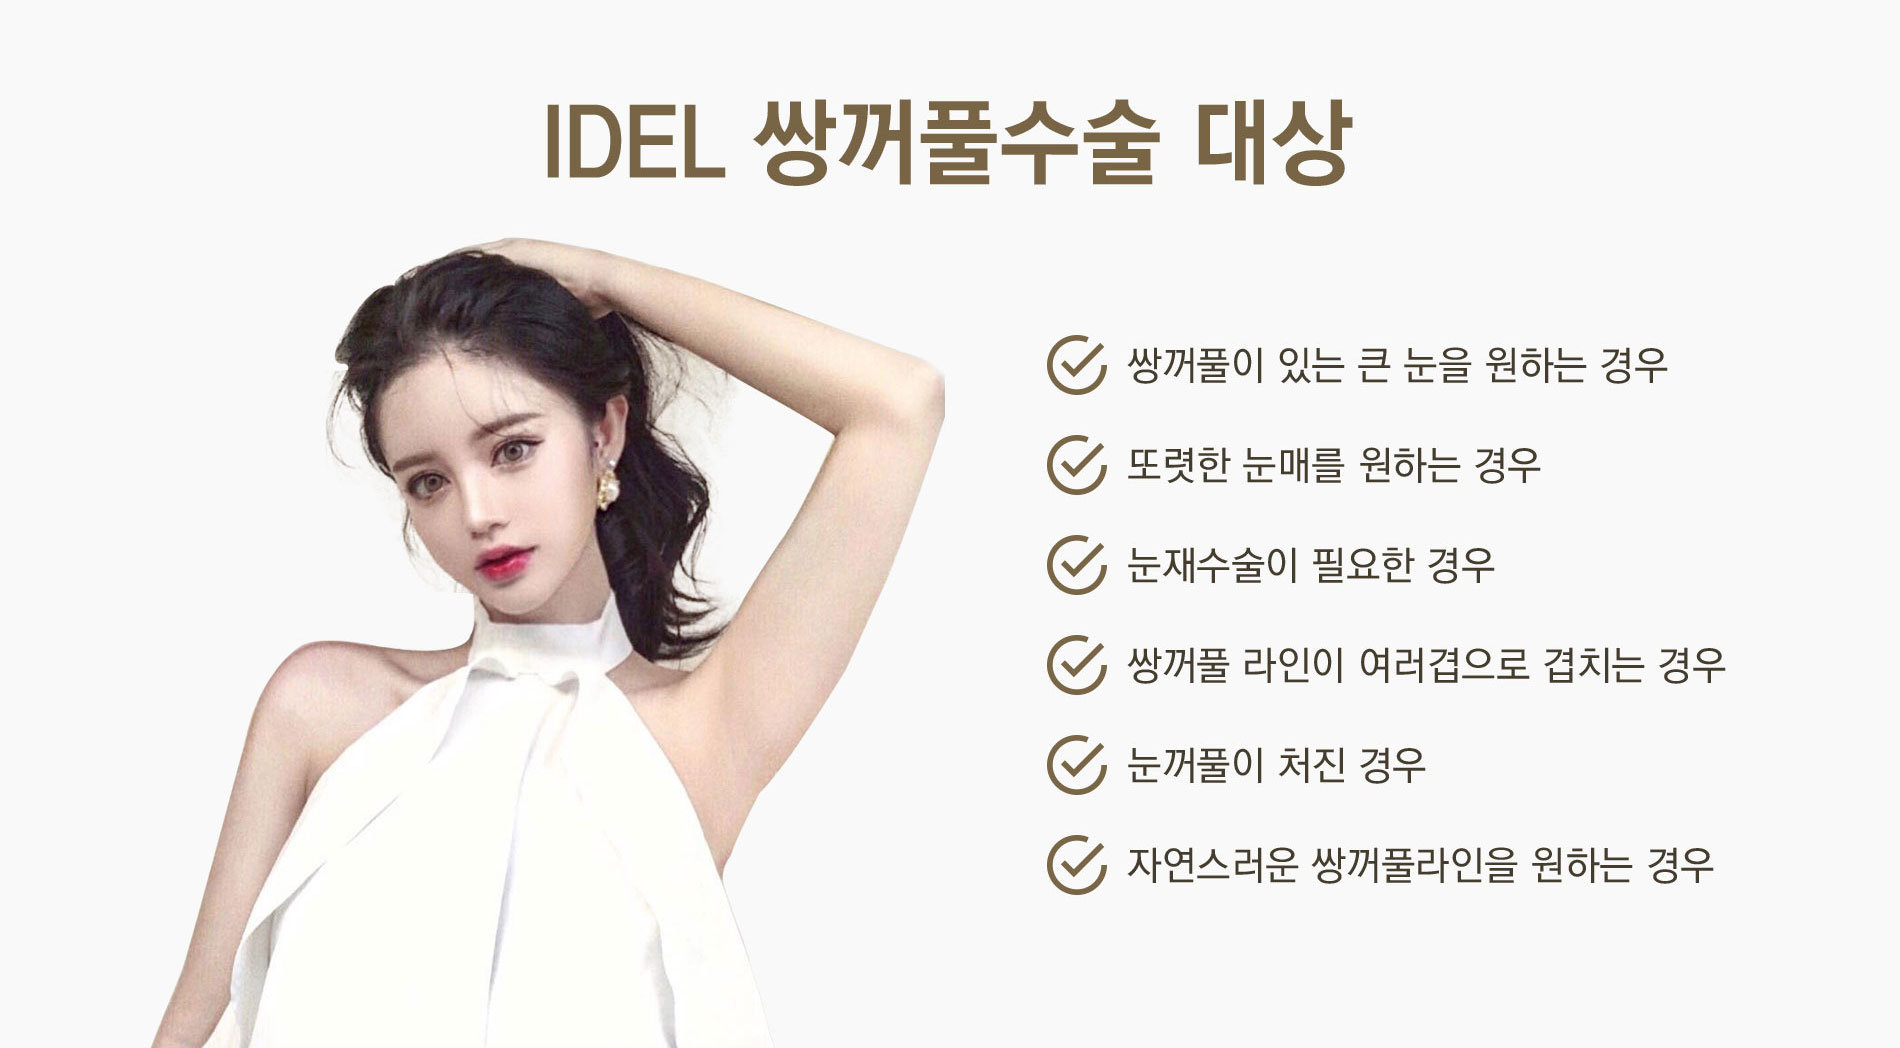 IDEL 쌍꺼풀수술 대상
쌍꺼풀이 있는 큰 눈을 원하는 경우
또렷한 눈매를 원하는 경우
눈재수술이 필요한 경우
쌍꺼풀 라인이 여러겹으로 겹치는 경우
눈꺼풀이 처진 경우
자연스러운 쌍꺼풀라인을 원하는 경우